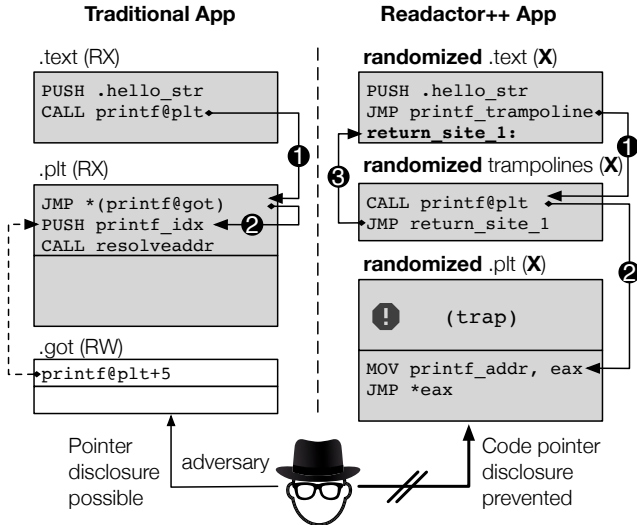 Traditional App
.text (RX)
PUSH .hello_str
CALL printf@plt
1
.plt (RX)
JMP *(printf@got)
PUSH printf_idx
2
CALL resolveaddr
.got (RW)
printf@plt+5
Pointer
disclosure
possible
adversary
Readactor++ App
randomized .text (X)
PUSH .hello_str
JMP printf_trampoline
return_site_1:
1
3
randomized trampolines (X)
CALL printf@plt
JMP return_site_1
2
randomized .plt (X)
(trap)
MOV printf_addr, eax
JMP *eax
Code pointer
disclosure
prevented